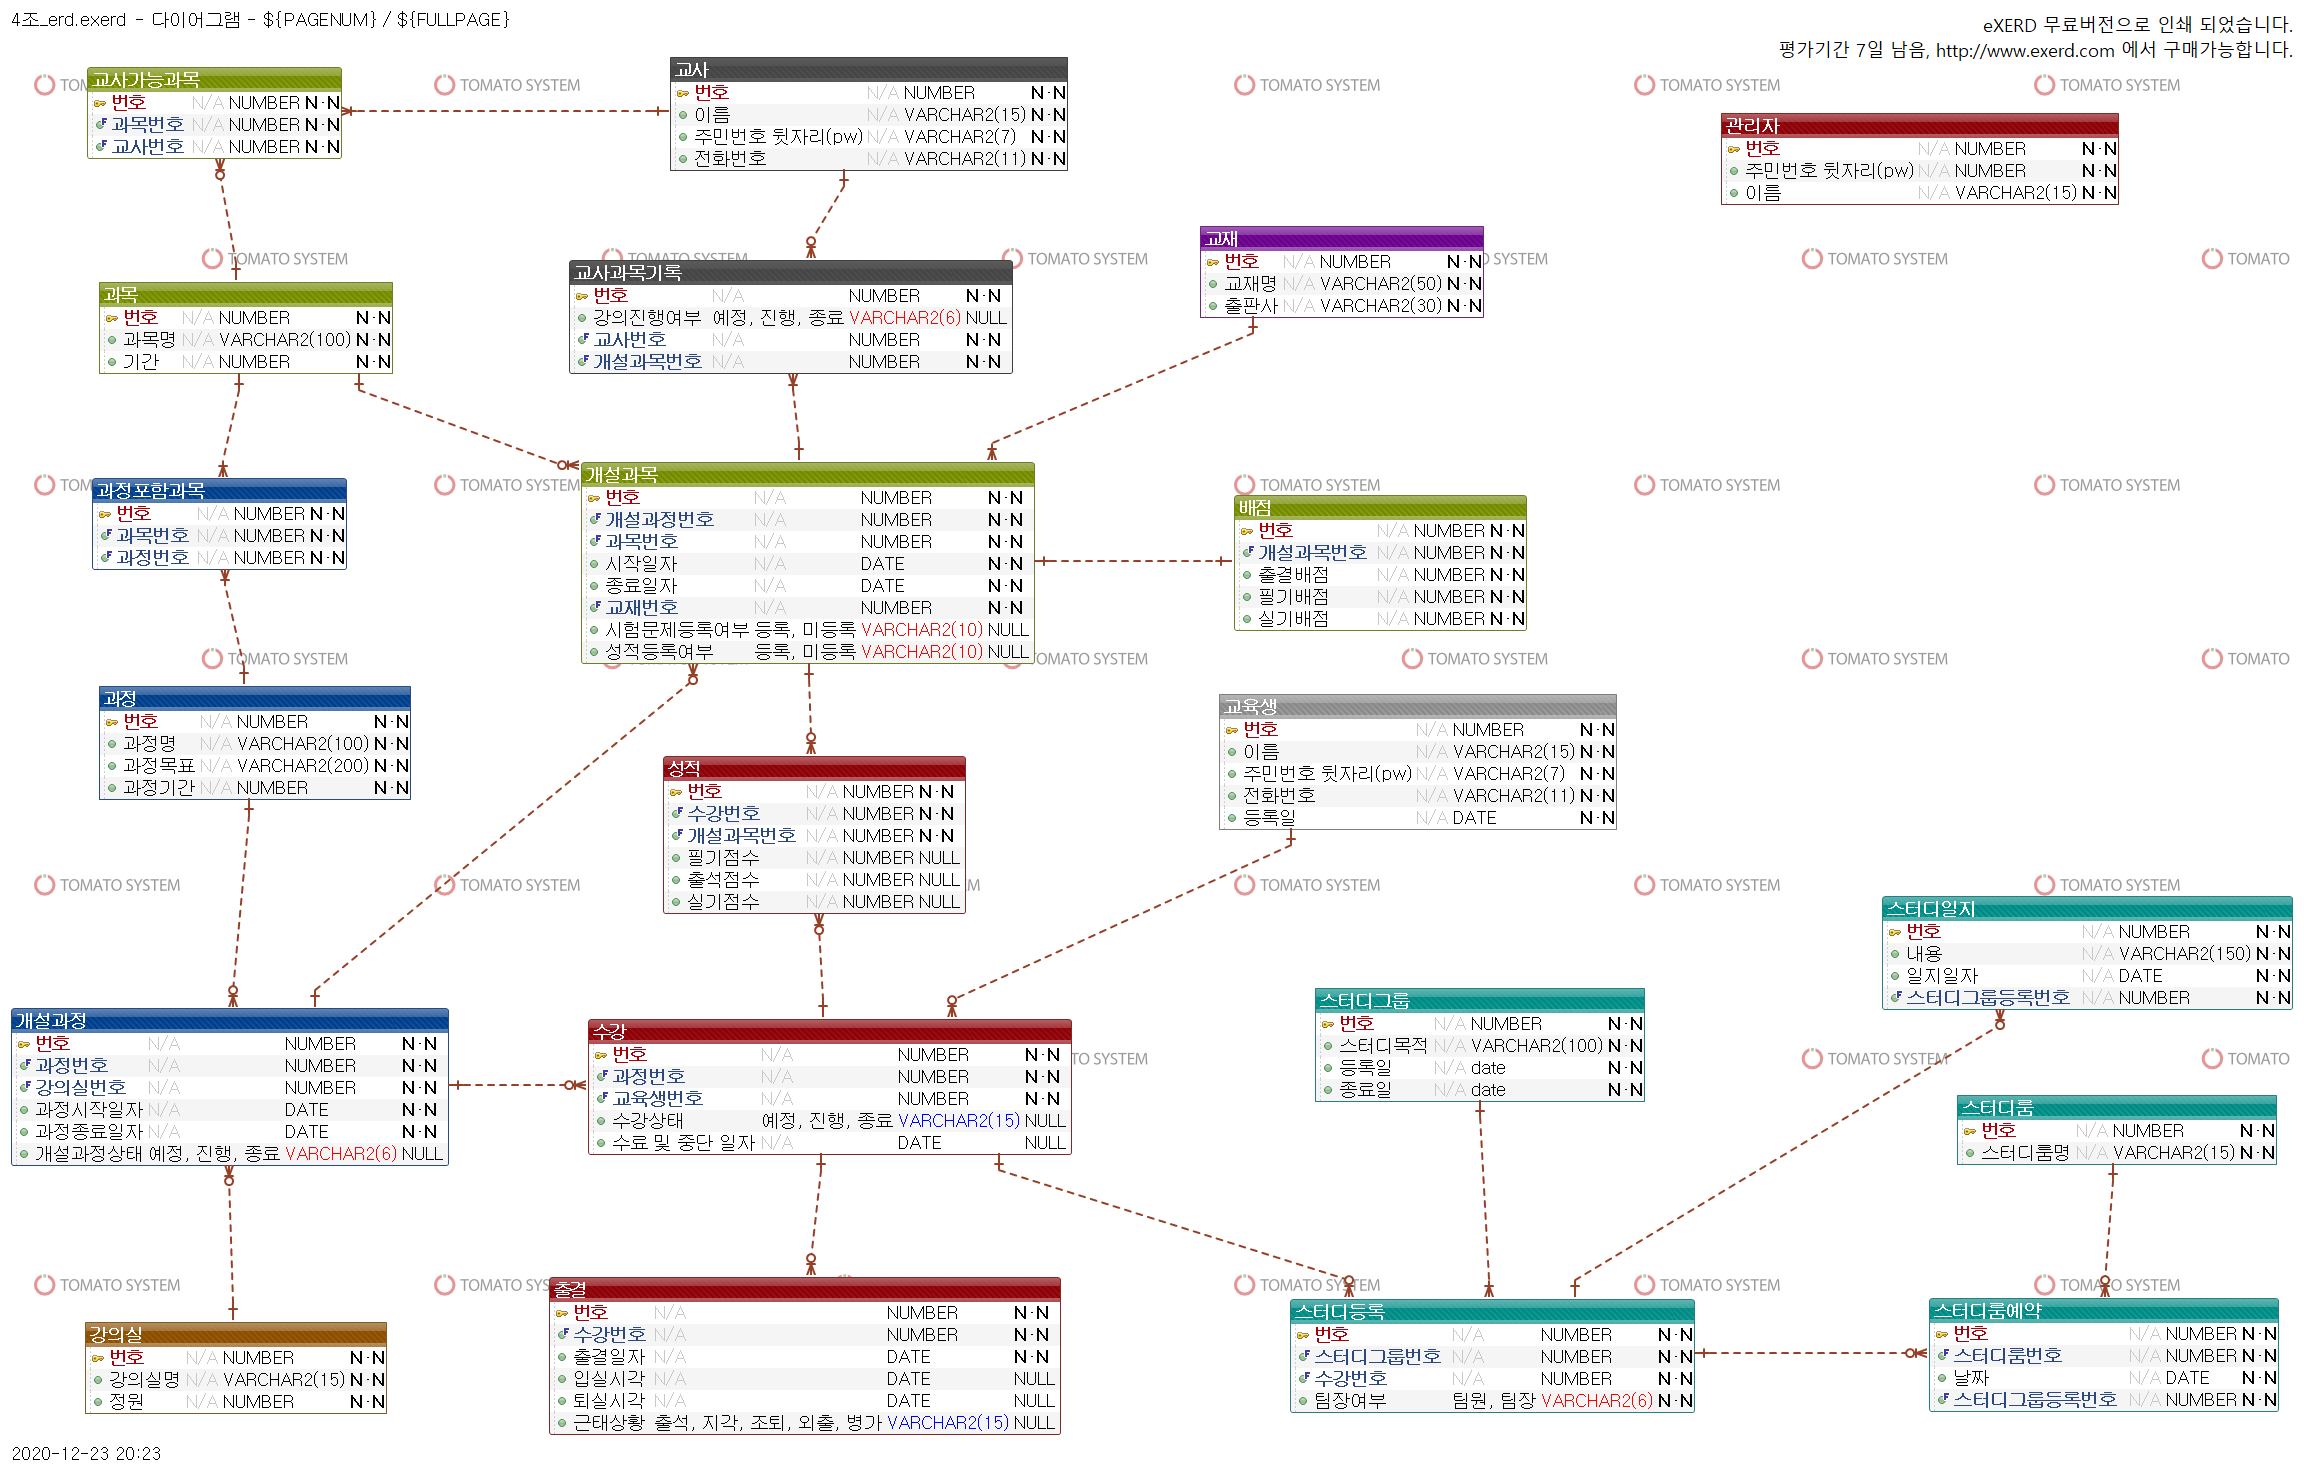 4조_erd.exerd - 다이어그램 - ${PAGENUM} / ${FULLPAGE}
eXERD 무료버전으로 인쇄 되었습니다.
평가기간 7일 남음, http://www.exerd.com 에서 구매가능합니다.
교사가능과목
번호 N/A NUMBER N·N
과목번호 N/A NUMBER N·N
교사번호 N/A NUMBER N·N
교사
번호 N/A NUMBER N·N
이름 N/A VARCHAR2(15) N·N
주민번호 뒷자리(pw) N/A VARCHAR2(7) N·N
전화번호 N/A VARCHAR2(11) N·N
관리자
번호 N/A NUMBER N·N
주민번호 뒷자리(pw) N/A NUMBER N·N
이름 N/A VARCHAR2(15) N·N
교재
번호 N/A NUMBER N·N
교재명 N/A VARCHAR2(50) N·N
출판사 N/A VARCHAR2(30) N·N
교사과목기록
번호 N/A NUMBER N·N
강의진행여부 예정, 진행, 종료 VARCHAR2(6) NULL
교사번호 N/A NUMBER N·N
개설과목번호 N/A NUMBER N·N
과목
번호 N/A NUMBER N·N
과목명 N/A VARCHAR2(100) N·N
기간 N/A NUMBER N·N
개설과목
번호 N/A NUMBER N·N
개설과정번호 N/A NUMBER N·N
과목번호 N/A NUMBER N·N
시작일자 N/A DATE N·N
종료일자 N/A DATE N·N
교재번호 N/A NUMBER N·N
시험문제등록여부 등록, 미등록 VARCHAR2(10) NULL
성적등록여부 등록, 미등록 VARCHAR2(10) NULL
과정포함과목
번호 N/A NUMBER N·N
과목번호 N/A NUMBER N·N
과정번호 N/A NUMBER N·N
배점
번호 N/A NUMBER N·N
개설과목번호 N/A NUMBER N·N
출결배점 N/A NUMBER N·N
필기배점 N/A NUMBER N·N
실기배점 N/A NUMBER N·N
과정
번호 N/A NUMBER N·N
과정명 N/A VARCHAR2(100) N·N
과정목표 N/A VARCHAR2(200) N·N
과정기간 N/A NUMBER N·N
교육생
번호 N/A NUMBER N·N
이름 N/A VARCHAR2(15) N·N
주민번호 뒷자리(pw) N/A VARCHAR2(7) N·N
전화번호 N/A VARCHAR2(11) N·N
등록일 N/A DATE N·N
성적
번호 N/A NUMBER N·N
수강번호 N/A NUMBER N·N
개설과목번호 N/A NUMBER N·N
필기점수 N/A NUMBER NULL
출석점수 N/A NUMBER NULL
실기점수 N/A NUMBER NULL
스터디일지
번호 N/A NUMBER N·N
내용 N/A VARCHAR2(150) N·N
일지일자 N/A DATE N·N
스터디그룹등록번호 N/A NUMBER N·N
개설과정
번호 N/A NUMBER N·N
과정번호 N/A NUMBER N·N
강의실번호 N/A NUMBER N·N
과정시작일자 N/A DATE N·N
과정종료일자 N/A DATE N·N
개설과정상태 예정, 진행, 종료 VARCHAR2(6) NULL
수강
번호 N/A NUMBER N·N
과정번호 N/A NUMBER N·N
교육생번호 N/A NUMBER N·N
수강상태 예정, 진행, 종료 VARCHAR2(15) NULL
수료 및 중단 일자 N/A DATE NULL
스터디그룹
번호 N/A NUMBER N·N
스터디목적 N/A VARCHAR2(100) N·N
등록일 N/A date N·N
종료일 N/A date N·N
스터디룸
번호 N/A NUMBER N·N
스터디룸명 N/A VARCHAR2(15) N·N
강의실
번호 N/A NUMBER N·N
강의실명 N/A VARCHAR2(15) N·N
정원 N/A NUMBER N·N
출결
번호 N/A NUMBER N·N
수강번호 N/A NUMBER N·N
출결일자 N/A DATE N·N
입실시각 N/A DATE NULL
퇴실시각 N/A DATE NULL
근태상황 출석, 지각, 조퇴, 외출, 병가 VARCHAR2(15) NULL
스터디등록
번호 N/A NUMBER N·N
스터디그룹번호 N/A NUMBER N·N
수강번호 N/A NUMBER N·N
팀장여부 팀원, 팀장 VARCHAR2(6) N·N
스터디룸예약
번호 N/A NUMBER N·N
스터디룸번호 N/A NUMBER N·N
날짜 N/A DATE N·N
스터디그룹등록번호 N/A NUMBER N·N
2020-12-23 20:23